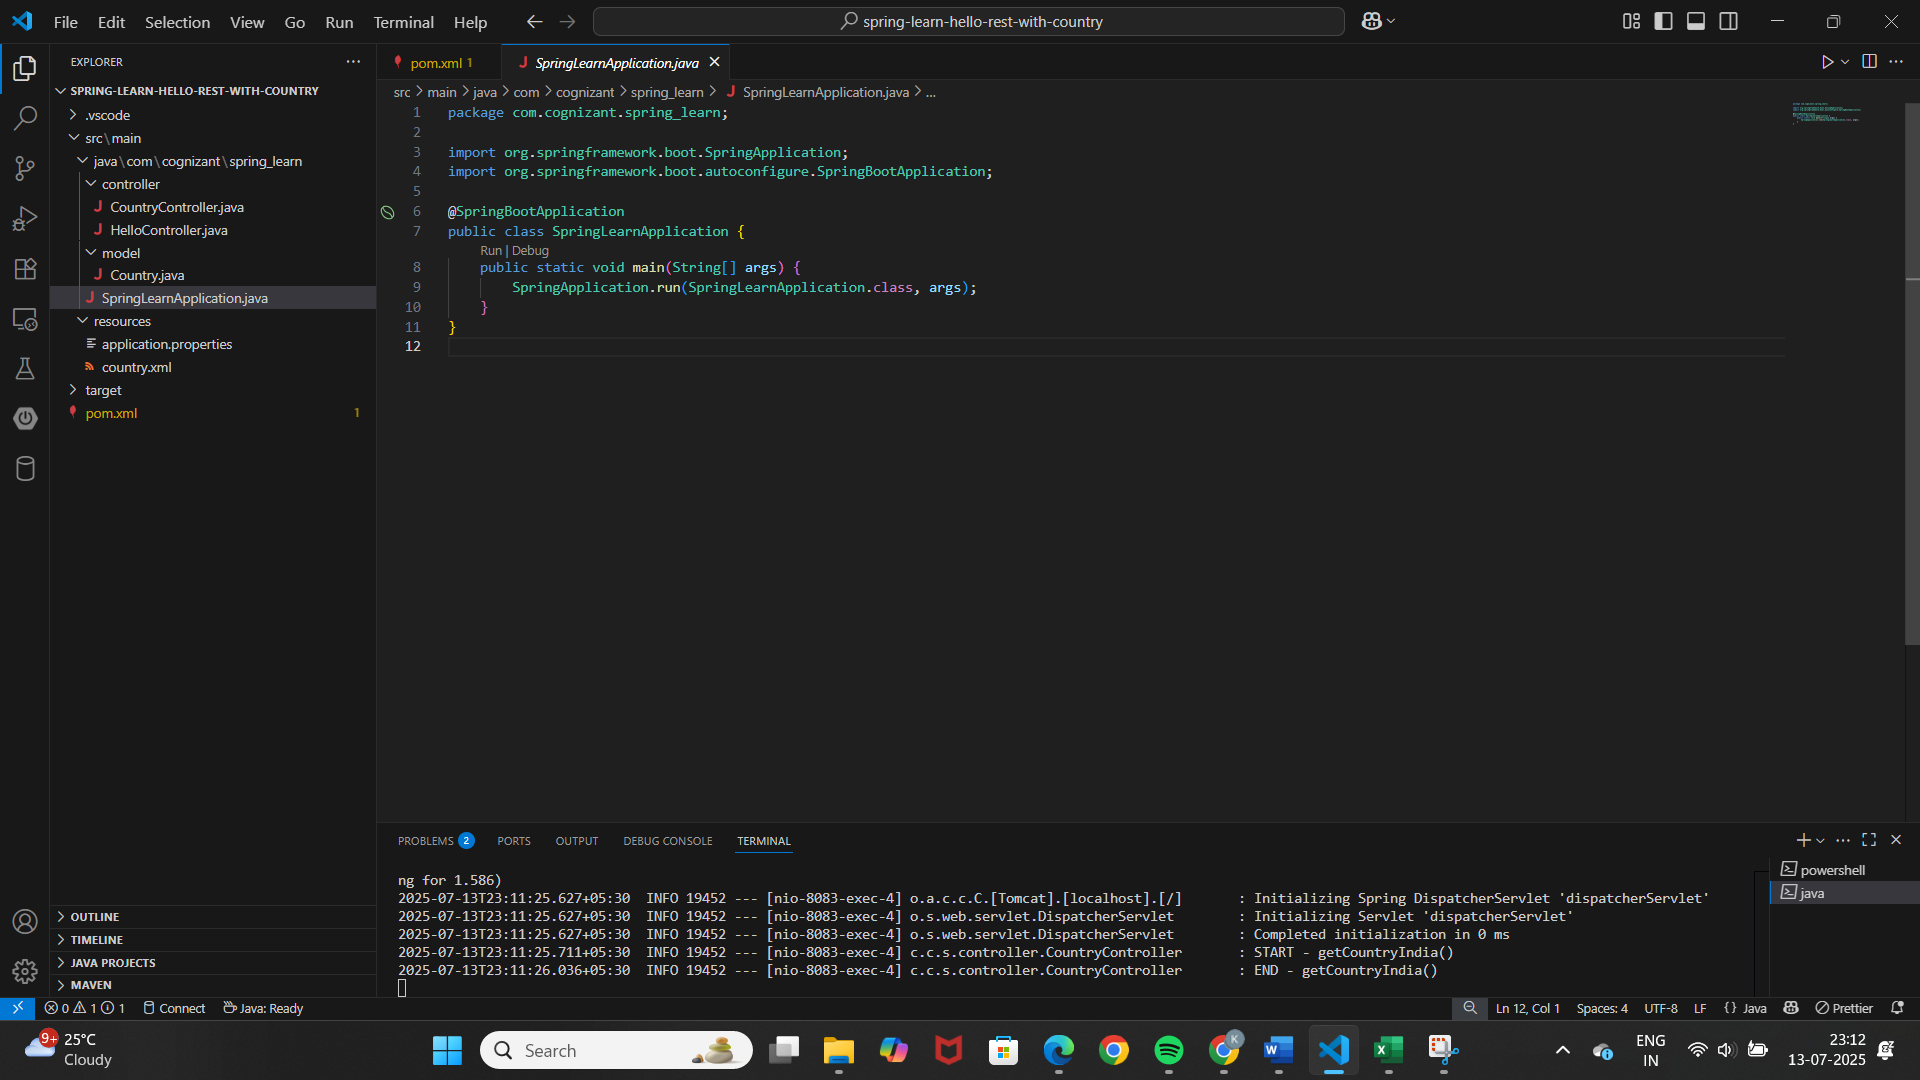 File Edit Selection View Go Run Terminal Help
spring-learn-hello-rest-with-country
EXPLORER
SPRING-LEARN-HELLO-REST-WITH-COUNTRY
.vscode
src\main
java\com\cognizant\spring_learn
controller
CountryController.java
HelloController.java
model
Country.java
SpringLearnApplication.java
resources
application.properties
country.xml
target
pom.xml 1
OUTLINE
TIMELINE
JAVA PROJECTS
MAVEN
pom.xml 1
SpringLearnApplication.java
src > main > java > com > cognizant > spring_learn > SpringLearnApplication.java > ...
1 package com.cognizant.spring_learn;
2
3 import org.springframework.boot.SpringApplication;
4 import org.springframework.boot.autoconfigure.SpringBootApplication;
5
6 @SpringBootApplication
7 public class SpringLearnApplication {
Run | Debug
8 public static void main(String[] args) {
9 SpringApplication.run(SpringLearnApplication.class, args);
10 }
11 }
12
PROBLEMS 2 PORTS OUTPUT DEBUG CONSOLE TERMINAL
ng for 1.586)
2025-07-13T23:11:25.627+05:30 INFO 19452 --- [nio-8083-exec-4] o.a.c.c.C.[Tomcat].[localhost].[/] : Initializing Spring DispatcherServlet 'dispatcherServlet'
2025-07-13T23:11:25.627+05:30 INFO 19452 --- [nio-8083-exec-4] o.s.web.servlet.DispatcherServlet : Initializing Servlet 'dispatcherServlet'
2025-07-13T23:11:25.627+05:30 INFO 19452 --- [nio-8083-exec-4] o.s.web.servlet.DispatcherServlet : Completed initialization in 0 ms
2025-07-13T23:11:25.711+05:30 INFO 19452 --- [nio-8083-exec-4] c.c.s.controller.CountryController : START - getCountryIndia()
2025-07-13T23:11:26.036+05:30 INFO 19452 --- [nio-8083-exec-4] c.c.s.controller.CountryController : END - getCountryIndia()
powershell
java
0 1 1 Connect Java: Ready
Ln 12, Col 1 Spaces: 4 UTF-8 LF {} Java Prettier
9+
25°C
Cloudy
Search
K
ENG
IN
23:12
13-07-2025